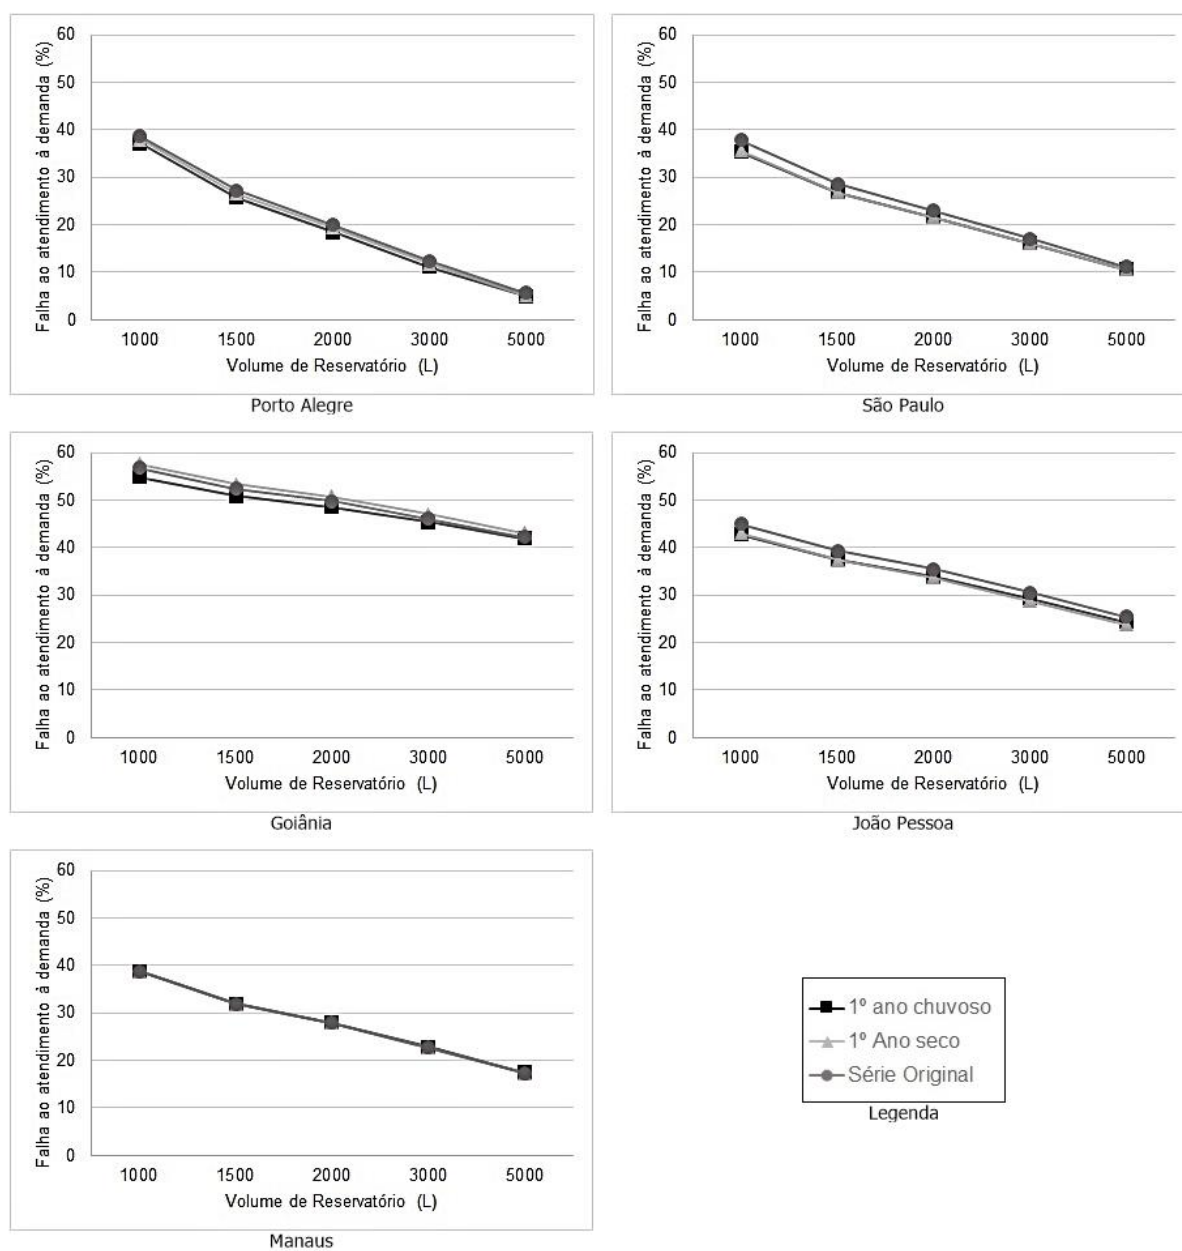 Falha ao atendimento à demanda (%)
60
50
40
30
20
10
0
1000 1500 2000 3000 5000
Volume de Reservatório (L)
Porto Alegre
Falha ao atendimento à demanda (%)
60
50
40
30
20
10
0
1000 1500 2000 3000 5000
Volume de Reservatório (L)
São Paulo
Falha ao atendimento à demanda (%)
60
50
40
30
20
10
0
1000 1500 2000 3000 5000
Volume de Reservatório (L)
Goiânia
Falha ao atendimento à demanda (%)
60
50
40
30
20
10
0
1000 1500 2000 3000 5000
Volume de Reservatório (L)
João Pessoa
Falha ao atendimento à demanda (%)
60
50
40
30
20
10
0
1000 1500 2000 3000 5000
Volume de Reservatório (L)
Manaus
1º ano chuvoso
1º Ano seco
Série Original
Legenda